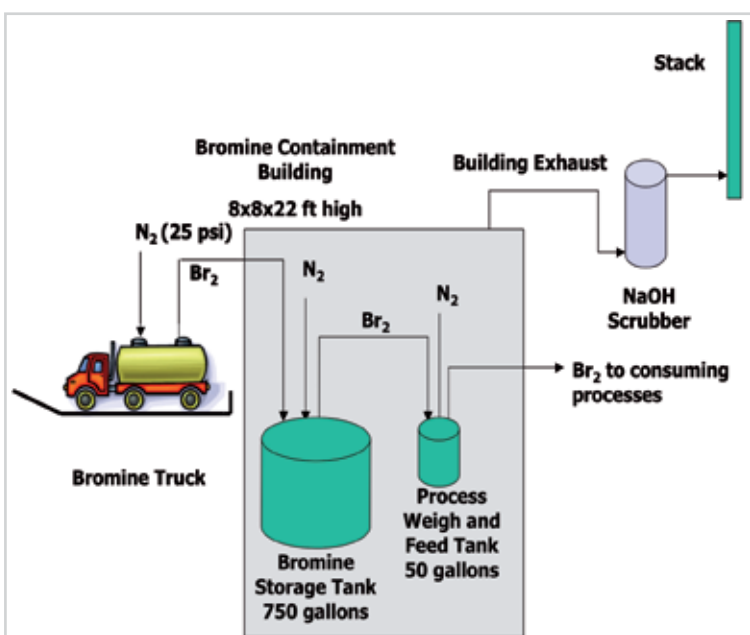 Stack
Bromine Containment
Building
8x8x22 ft high
Building Exhaust
N₂ (25 psi)
Br₂
N₂
N₂
Br₂
NaOH
Scrubber
Br₂ to consuming
processes
Bromine Truck
Process
Weigh and
Feed Tank
50 gallons
Bromine
Storage Tank
750 gallons